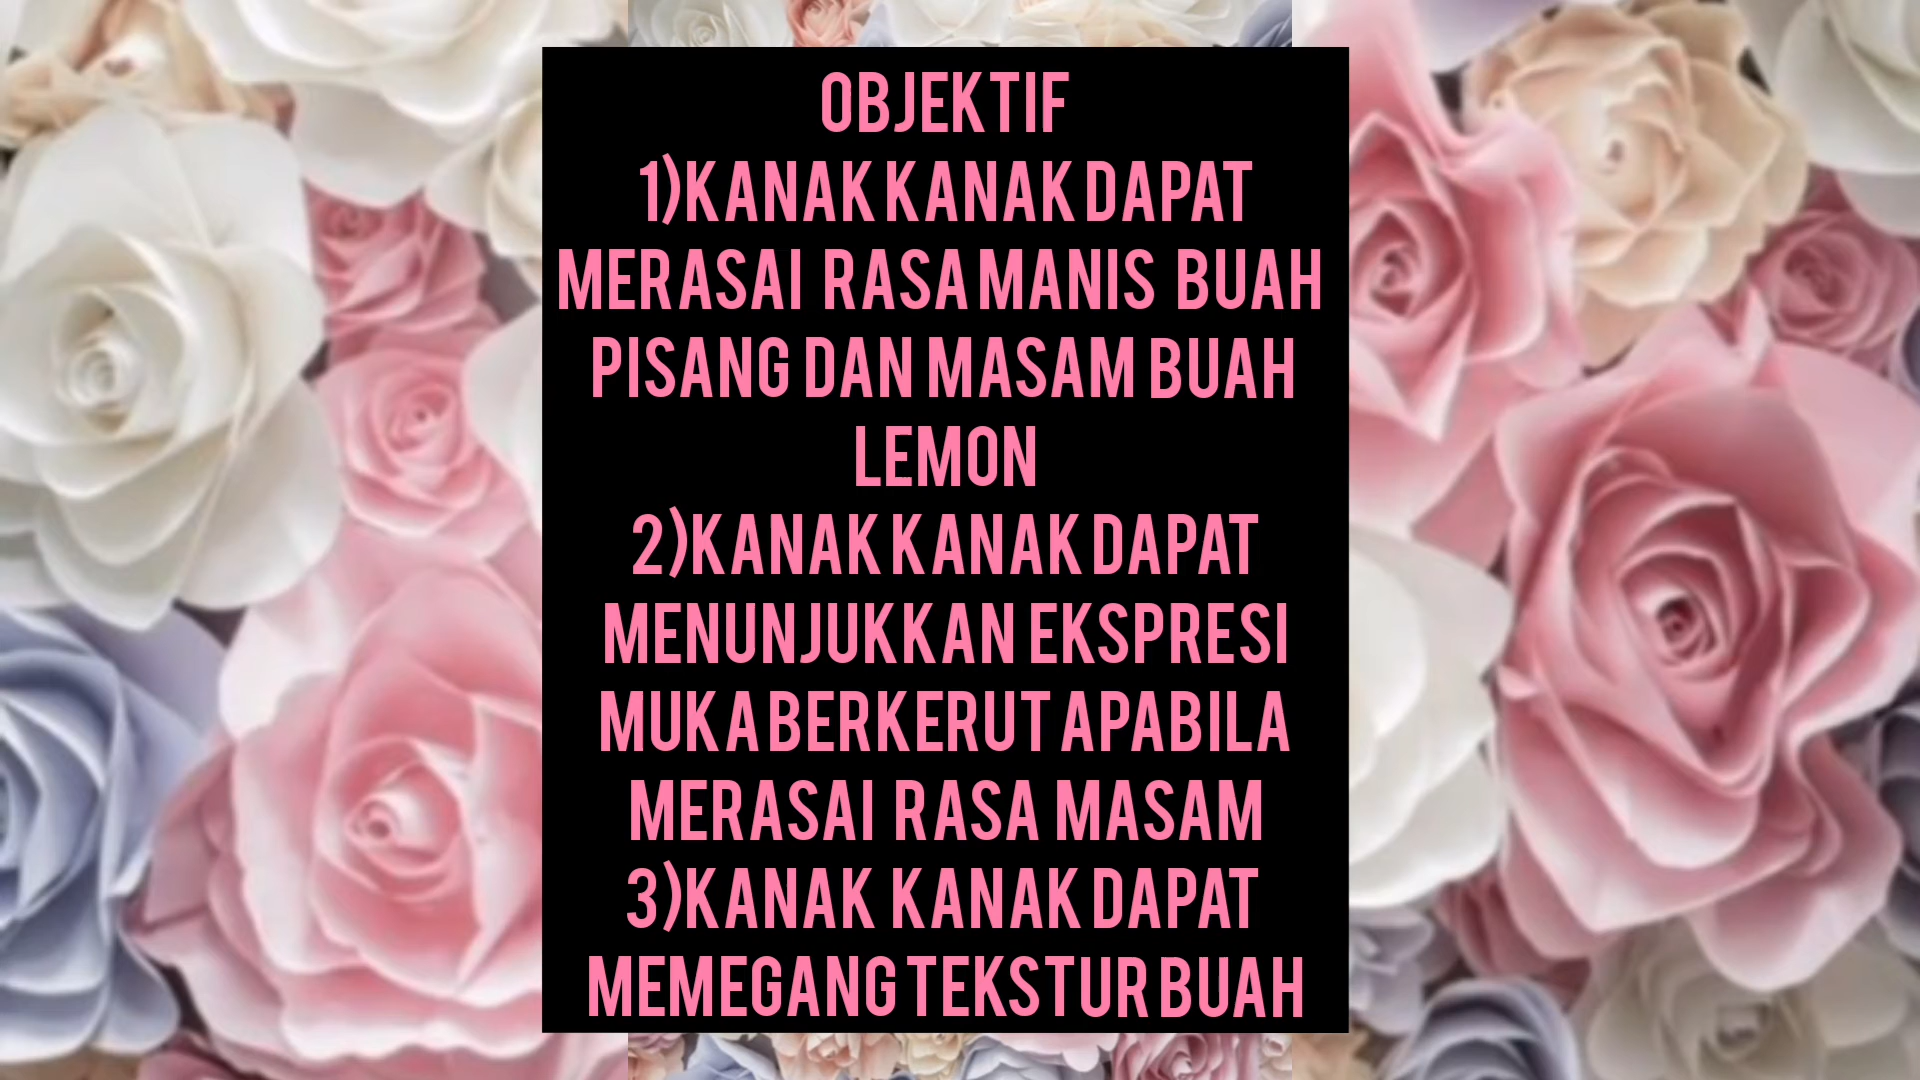 OBJEKTIF
1)KANAK KANAK DAPAT
MERASAI RASA MANIS BUAH
PISANG DAN MASAM BUAH
LEMON
2)KANAK KANAK DAPAT
MENUNJUKKAN EKSPRESI
MUKA BERKERUT APABILA
MERASAI RASA MASAM
3)KANAK KANAK DAPAT
MEMEGANG TEKSTUR BUAH